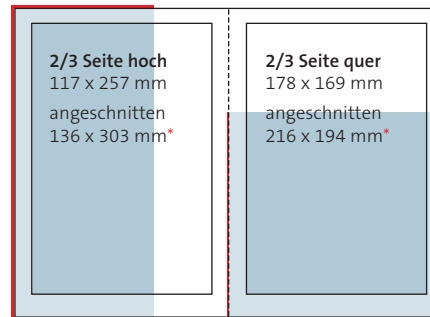 2/3 Seite hoch
117 x 257 mm
angeschnitten
136 x 303 mm*
2/3 Seite quer
178 x 169 mm
angeschnitten
216 x 194 mm*